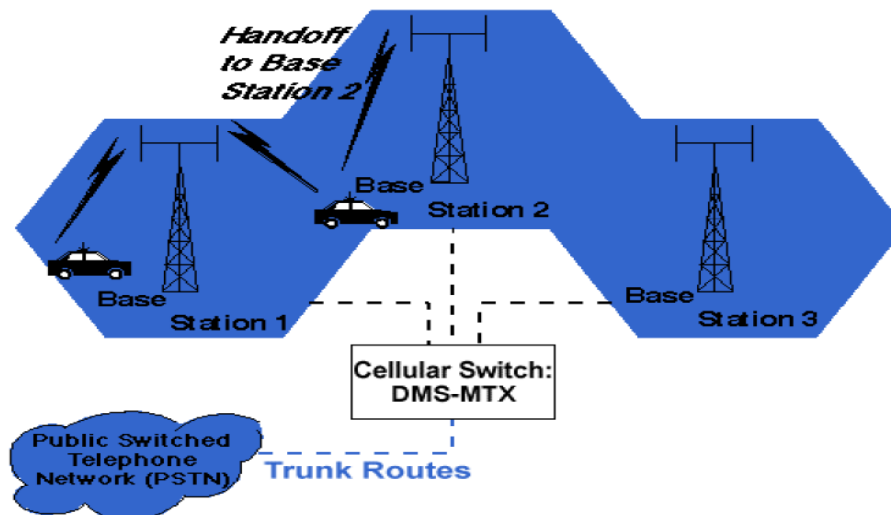 Handoff
to Base
Station 2
Base
Station 2
Base
Station 1
Base
Station 3
Cellular Switch:
DMS-MTX
Public Switched
Telephone
Network (PSTN)
Trunk Routes